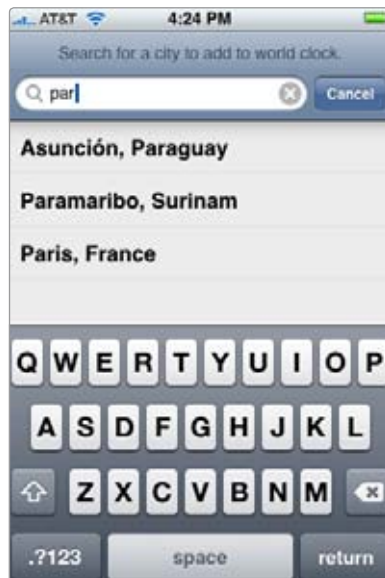 AT&T 4:24 PM
Search for a city to add to world clock.
par Cancel
Asunción, Paraguay
Paramaribo, Surinam
Paris, France
Q W E R T Y U I O P
A S D F G H J K L
Z X C V B N M
.?123 space return